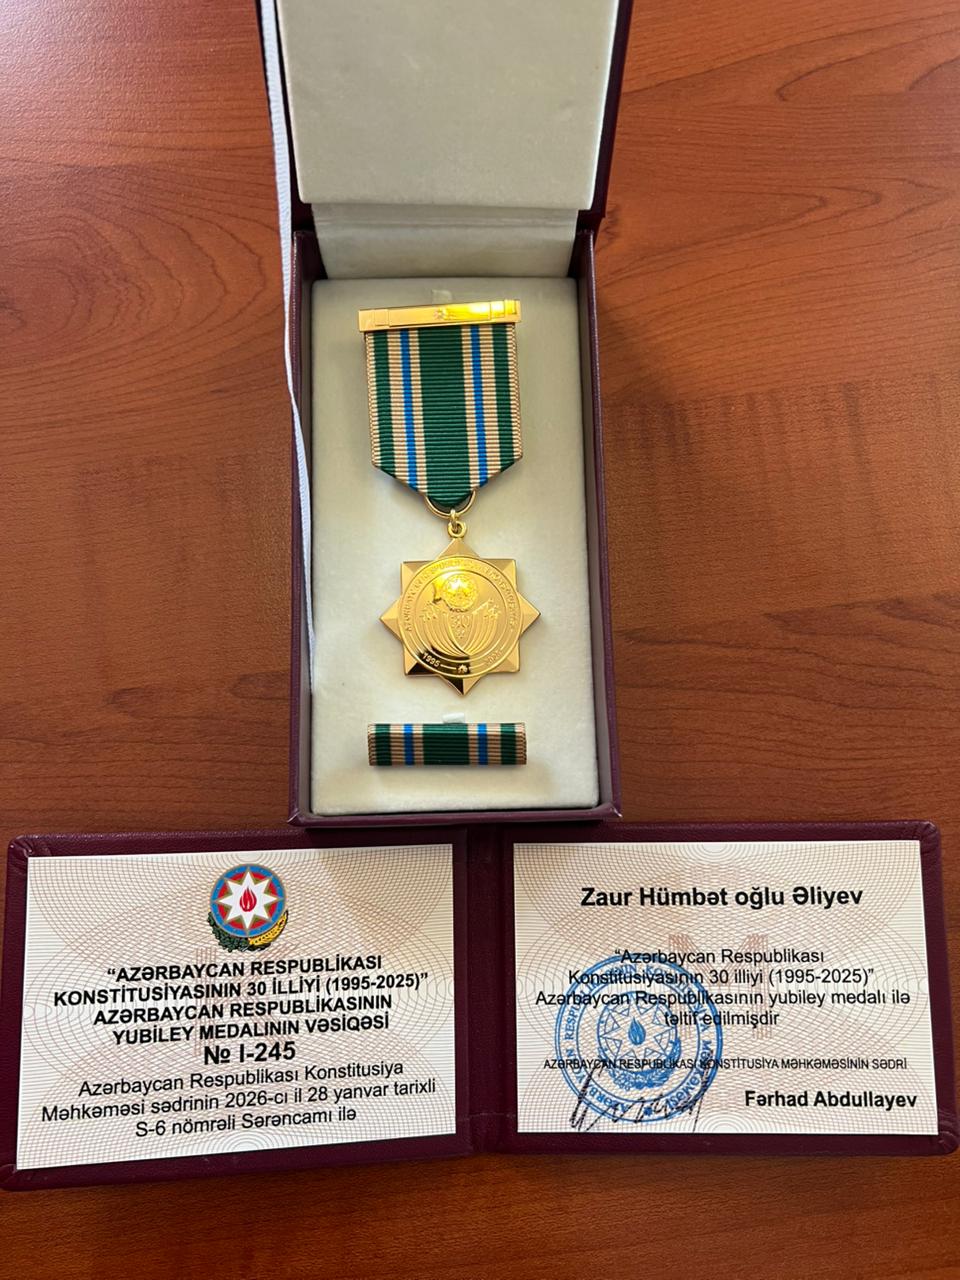 1995
“AZƏRBAYCAN RESPUBLİKASI
KONSTİTUSİYASININ 30 İLLİYİ (1995-2025)”
AZƏRBAYCAN RESPUBLİKASININ
YUBİLEY MEDALININ VƏSİQƏSİ
№ I-245
Azərbaycan Respublikası Konstitusiya
Məhkəməsi sədrinin 2026-cı il 28 yanvar tarixli
S-6 nömrəli Sərəncamı ilə
Zaur Hümbət oğlu Əliyev
“Azərbaycan Respublikası
Konstitusiyasının 30 illiyi (1995-2025)”
Azərbaycan Respublikasının yubiley medalı ilə
təltif edilmişdir
AZƏRBAYCAN RESPUBLİKASI KONSTİTUSİYA MƏHKƏMƏSİNİN SƏDRİ
Fərhad Abdullayev